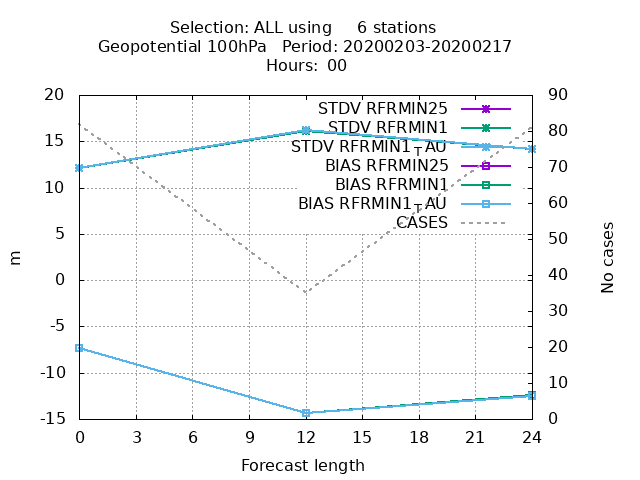 Selection: ALL using     6 stations
Geopotential 100hPa   Period: 20200203-20200217
Hours: 00
20 90
STDV RFRMIN25
80
STDV RFRMIN1
15
STDV RFRMIN1_AU
BIAS RFRMIN25
70
BIAS RFRMIN1
10
60
BIAS RFRMIN1_AU
CASES
5 50
m
No cases
0 40
-5 30
20
-10
10
-15 0
0 3 6 9 12 15 18 21 24
Forecast length